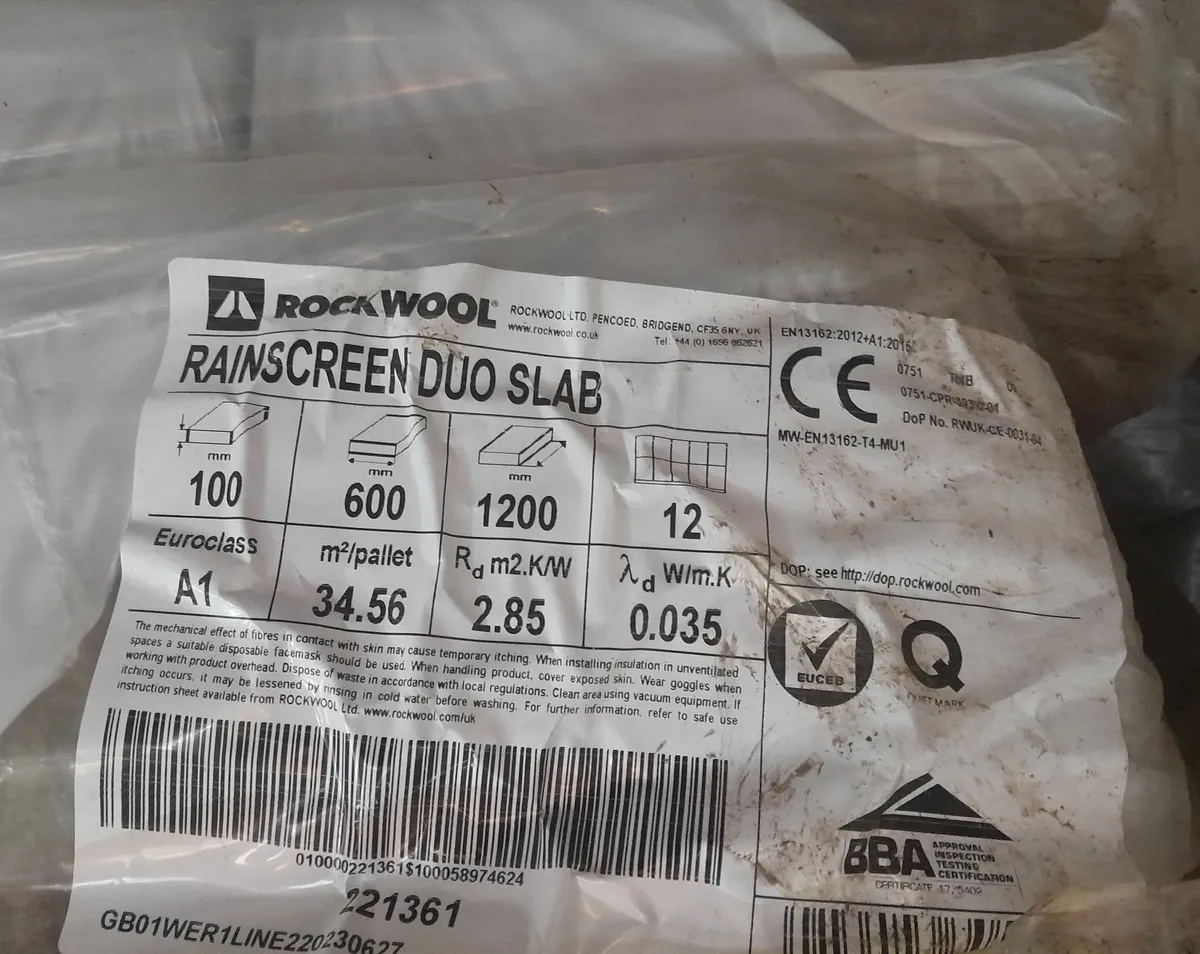 ROCKWOOL®
ROCKWOOL LTD, PENCOED, BRIDGEND, CF35 6NY, UK
www.rockwool.co.uk
Tel: +44 (0) 1656 862621
RAINSCREEN DUO SLAB
mm
mm
mm
100
600
1200
12
Euroclass
m²/pallet
Rd m2.K/W
λd W/m.K
A1
34.56
2.85
0.035
The mechanical effect of fibres in contact with skin may cause temporary itching. When installing insulation in unventilated
spaces a suitable disposable facemask should be used. When handling product, cover exposed skin. Wear goggles when
working with product overhead. Dispose of waste in accordance with local regulations. Clean area using vacuum equipment. If
itching occurs, it may be lessened by rinsing in cold water before washing. For further information, refer to safe use
instruction sheet available from ROCKWOOL Ltd. www.rockwool.com/uk
010000221361$100058974624
221361
GB01WER1LINE220230627
EN13162:2012+A1:2015
CE
0751
DoP No. RWUK-CE-0031-04
MW-EN13162-T4-MU1
DOP: see http://dop.rockwool.com
EUCEB
Q
QUIET MARK
BBA
APPROVAL
INSPECTION
TESTING
CERTIFICATION
CERTIFICATE